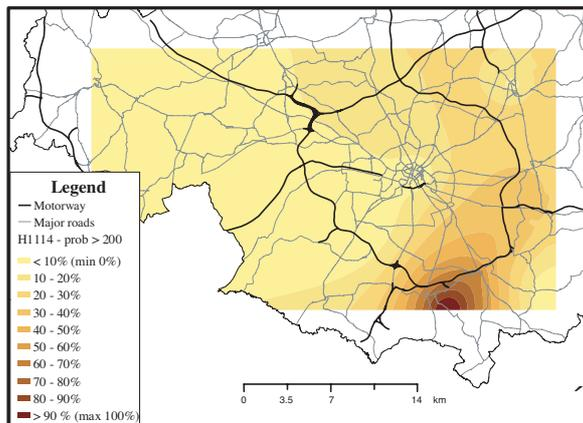 Legend
Motorway
Major roads
H1114 - prob > 200
< 10% (min 0%)
10 - 20%
20 - 30%
30 - 40%
40 - 50%
50 - 60%
60 - 70%
70 - 80%
80 - 90%
> 90 % (max 100%)
0 3.5 7 14 km